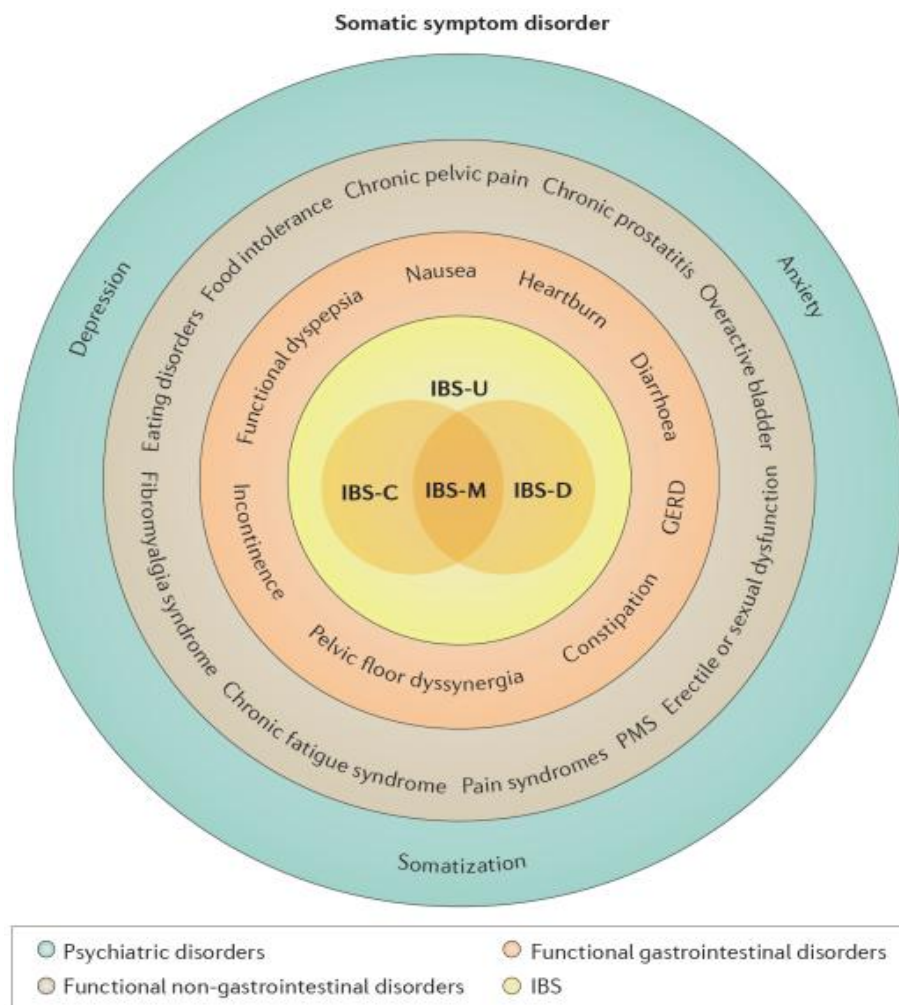 Somatic symptom disorder
Depression
Anxiety
Somatization
Eating disorders
Food intolerance
Chronic pelvic pain
Chronic prostatitis
Overactive bladder
Erectile or sexual dysfunction
PMS
Pain syndromes
Chronic fatigue syndrome
Fibromyalgia syndrome
Functional dyspepsia
Nausea
Heartburn
Diarrhoea
GERD
Constipation
Pelvic floor dyssynergia
Incontinence
IBS-U
IBS-C IBS-M IBS-D
Psychiatric disorders
Functional gastrointestinal disorders
Functional non-gastrointestinal disorders
IBS